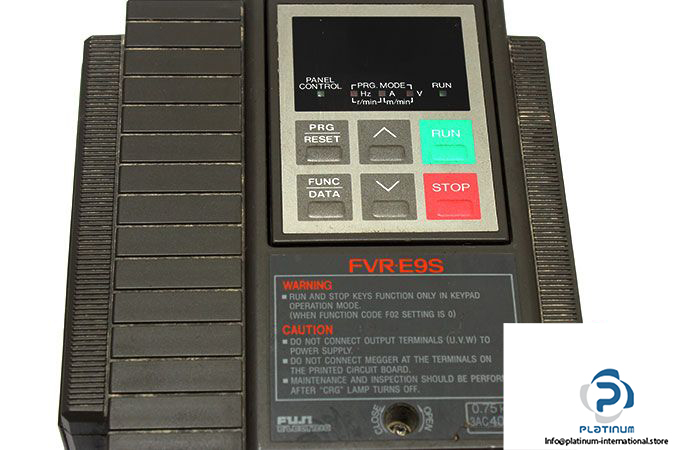 PANEL
CONTROL
PRG. MODE
RUN
Hz A V
r/min m/min
PRG
RESET
RUN
FUNC
DATA
STOP
FVR-E9S
WARNING
■ RUN AND STOP KEYS FUNCTION ONLY IN KEYPAD
OPERATION MODE.
(WHEN FUNCTION CODE F02 SETTING IS 0)
CAUTION
■ DO NOT CONNECT OUTPUT TERMINALS (U.V.W) TO
POWER SUPPLY.
■ DO NOT CONNECT MEGGER AT THE TERMINALS ON
THE PRINTED CIRCUIT BOARD.
■ MAINTENANCE AND INSPECTION SHOULD BE PERFOR
AFTER "CRG" LAMP TURNS OFF.
FUJI
ELECTRIC
CLOSE
OPEN
0.75
3AC40
PLATINUM
info@platinum-international.store